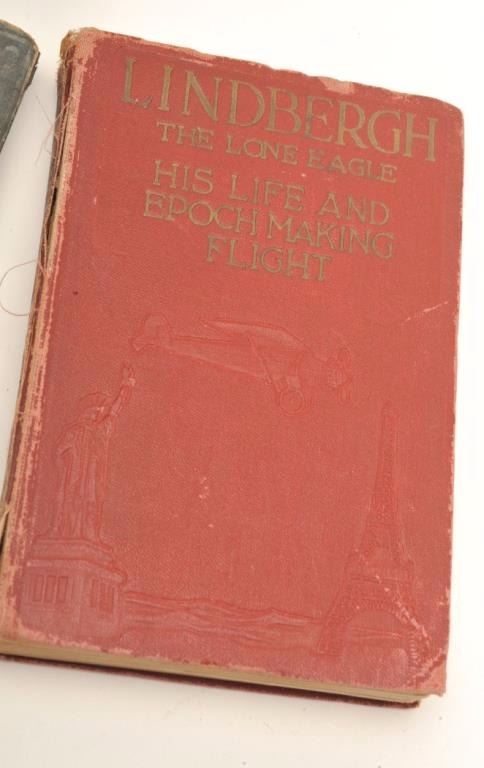 LINDBERGH
THE LONE EAGLE
HIS LIFE AND
EPOCH MAKING
FLIGHT